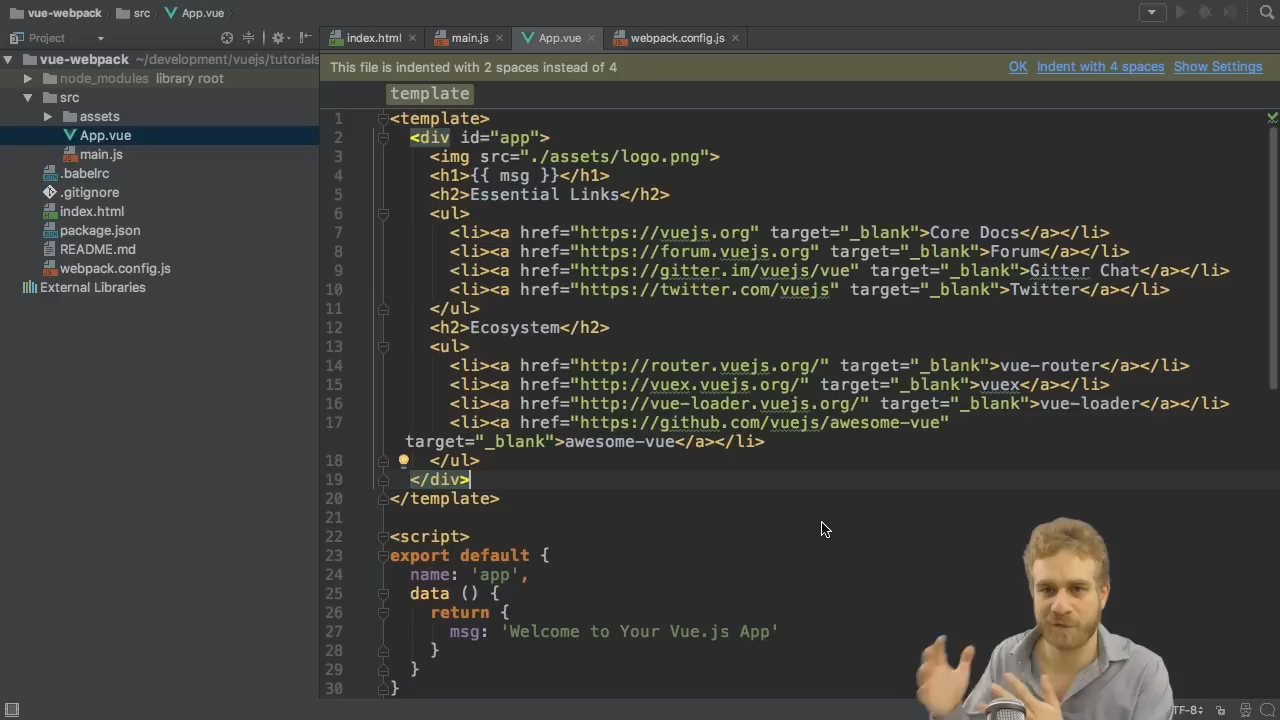 vue-webpack src App.vue
Project
index.html main.js App.vue webpack.config.js
vue-webpack ~/development/vuejs/tutorials
node_modules library root
src
assets
App.vue
main.js
.babelrc
.gitignore
index.html
package.json
README.md
webpack.config.js
External Libraries
This file is indented with 2 spaces instead of 4 OK Indent with 4 spaces Show Settings
template
1 <template>
2 <div id="app">
3 <img src="./assets/logo.png">
4 <h1>{{ msg }}</h1>
5 <h2>Essential Links</h2>
6 <ul>
7 <li><a href="https://vuejs.org" target="_blank">Core Docs</a></li>
8 <li><a href="https://forum.vuejs.org" target="_blank">Forum</a></li>
9 <li><a href="https://gitter.im/vuejs/vue" target="_blank">Gitter Chat</a></li>
10 <li><a href="https://twitter.com/vuejs" target="_blank">Twitter</a></li>
11 </ul>
12 <h2>Ecosystem</h2>
13 <ul>
14 <li><a href="http://router.vuejs.org/" target="_blank">vue-router</a></li>
15 <li><a href="http://vuex.vuejs.org/" target="_blank">vuex</a></li>
16 <li><a href="http://vue-loader.vuejs.org/" target="_blank">vue-loader</a></li>
17 <li><a href="https://github.com/vuejs/awesome-vue"
target="_blank">awesome-vue</a></li>
18 </ul>
19 </div>
20 </template>
21
22 <script>
23 export default {
24 name: 'app',
25 data () {
26 return {
27 msg: 'Welcome to Your Vue.js App'
28 }
29 }
30 }
TF-8